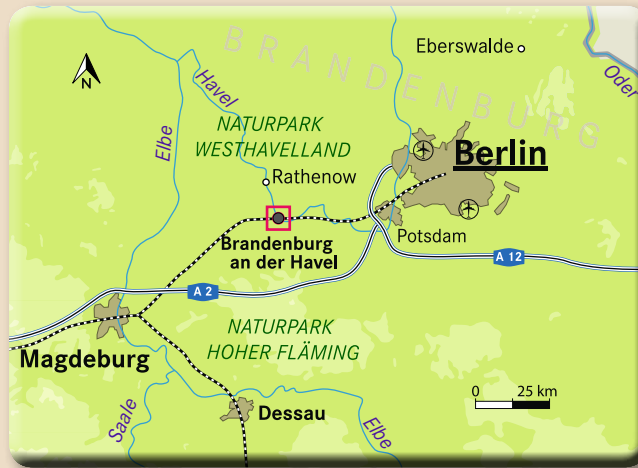 BRANDENBURG
Eberswalde
Oder
N
Havel
Elbe
NATURPARK
WESTHAVELLAND
Berlin
Rathenow
Brandenburg
an der Havel
Potsdam
A 12
A 2
NATURPARK
HOHER FLÄMING
Magdeburg
0 25 km
Saale
Dessau
Elbe